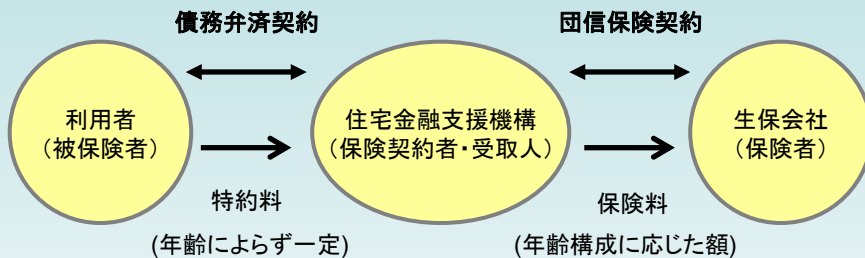 債務弁済契約
団信保険契約
利用者
(被保険者)
住宅金融支援機構
(保険契約者・受取人)
生保会社
(保険者)
特約料
保険料
(年齢によらず一定)
(年齢構成に応じた額)